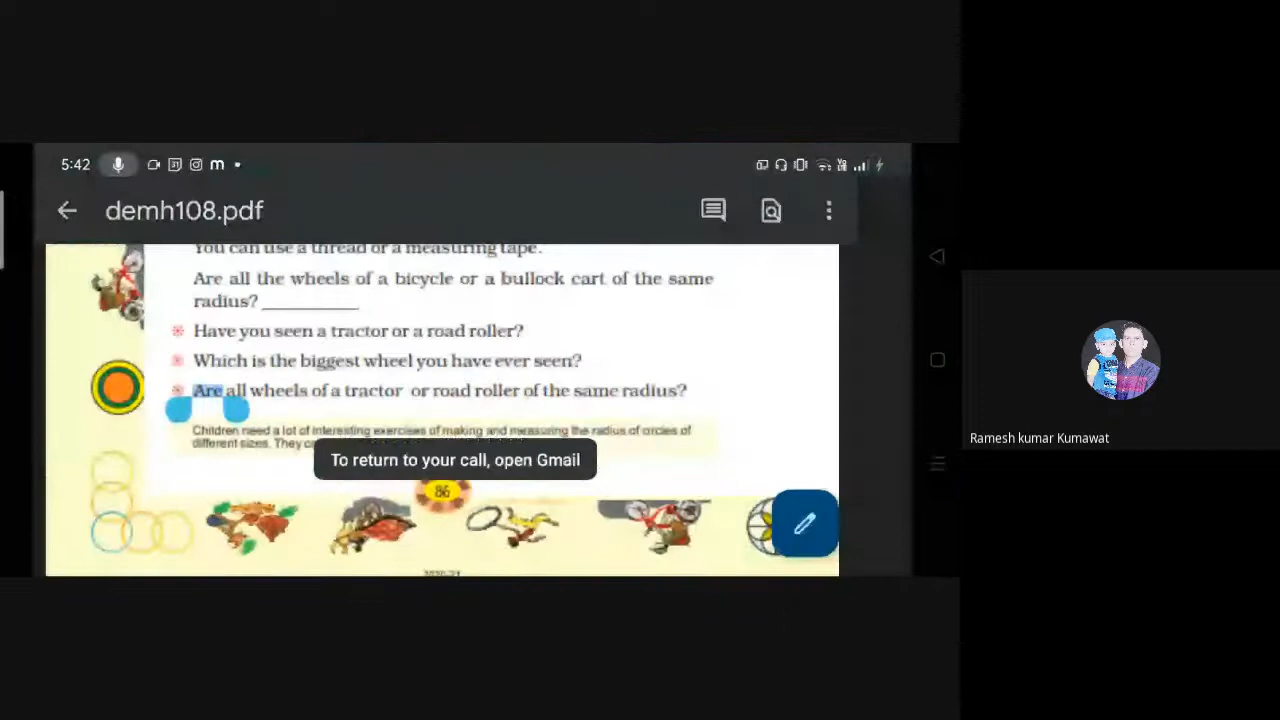 5:42
31
m
demh108.pdf
You can use a thread or a measuring tape.
Are all the wheels of a bicycle or a bullock cart of the same
radius? ___________
Have you seen a tractor or a road roller?
Which is the biggest wheel you have ever seen?
Are all wheels of a tractor or road roller of the same radius?
Children need a lot of interesting exercises of making and measuring the radius of circles of
different sizes. They
To return to your call, open Gmail
86
Ramesh kumar Kumawat